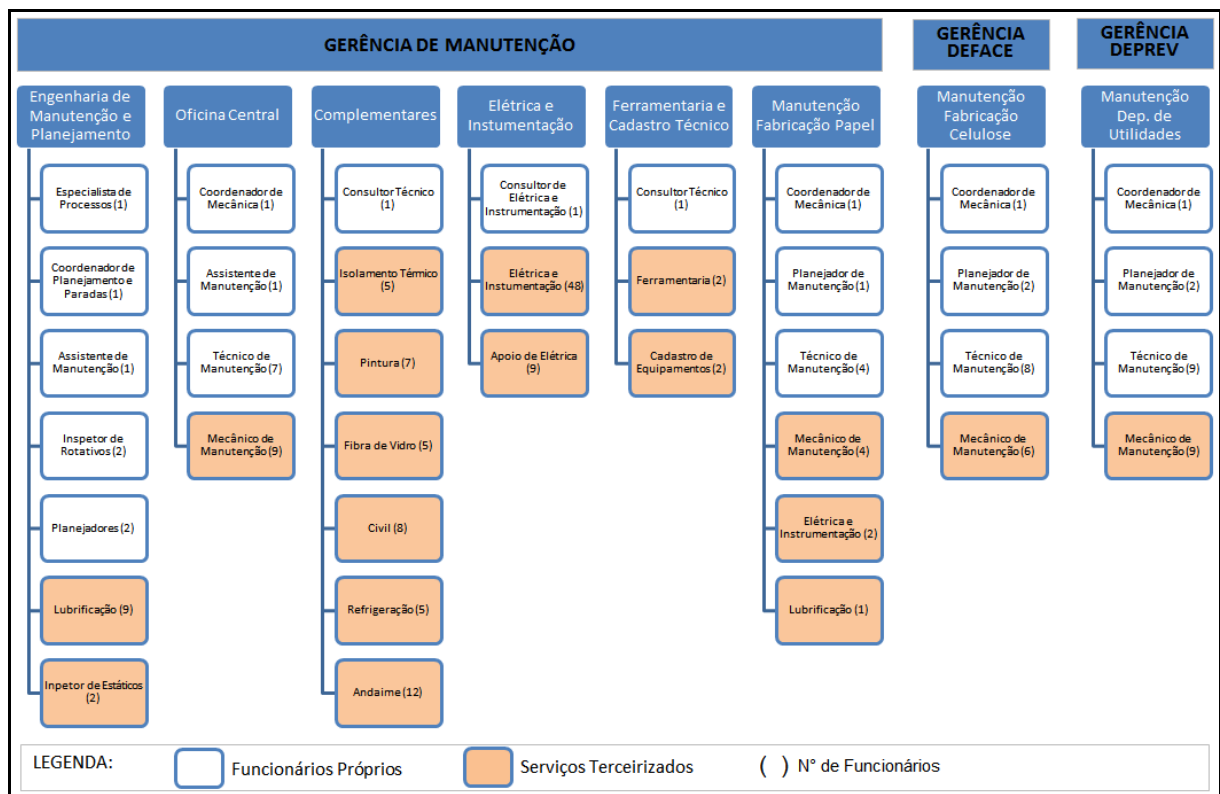 GERÊNCIA DE MANUTENÇÃO
GERÊNCIA
DEFACE
GERÊNCIA
DEPREV
Engenharia de
Manutenção e
Planejamento
Especialista de
Processos (1)
Coordenador de
Planejamento e
Paradas (1)
Assistente de
Manutenção (1)
Inspetor de
Rotativos (2)
Planejadores (2)
Lubrificação (9)
Inpetor de Estáticos
(2)
Oficina Central
Coordenador de
Mecânica (1)
Assistente de
Manutenção (1)
Técnico de
Manutenção (7)
Mecânico de
Manutenção (9)
Complementares
Consultor Técnico
(1)
Isolamento Térmico
(5)
Pintura (7)
Fibra de Vidro (5)
Civil (8)
Refrigeração (5)
Andaime (12)
Elétrica e
Instumentação
Consultor de
Elétrica e
Instrumentação (1)
Elétrica e
Instumentação (48)
Apoio de Elétrica
(9)
Ferramentaria e
Cadastro Técnico
Consultor Técnico
(1)
Ferramentaria (2)
Cadastro de
Equipamentos (2)
Manutenção
Fabricação Papel
Coordenador de
Mecânica (1)
Planejador de
Manutenção (1)
Técnico de
Manutenção (4)
Mecânico de
Manutenção (4)
Elétrica e
Instrumentação (2)
Lubrificação (1)
Manutenção
Fabricação
Celulose
Coordenador de
Mecânica (1)
Planejador de
Manutenção (2)
Técnico de
Manutenção (8)
Mecânico de
Manutenção (6)
Manutenção
Dep. de
Utilidades
Coordenador de
Mecânica (1)
Planejador de
Manutenção (2)
Técnico de
Manutenção (9)
Mecânico de
Manutenção (9)
LEGENDA:
Funcionários Próprios
Serviços Terceirizados
( ) N° de Funcionários